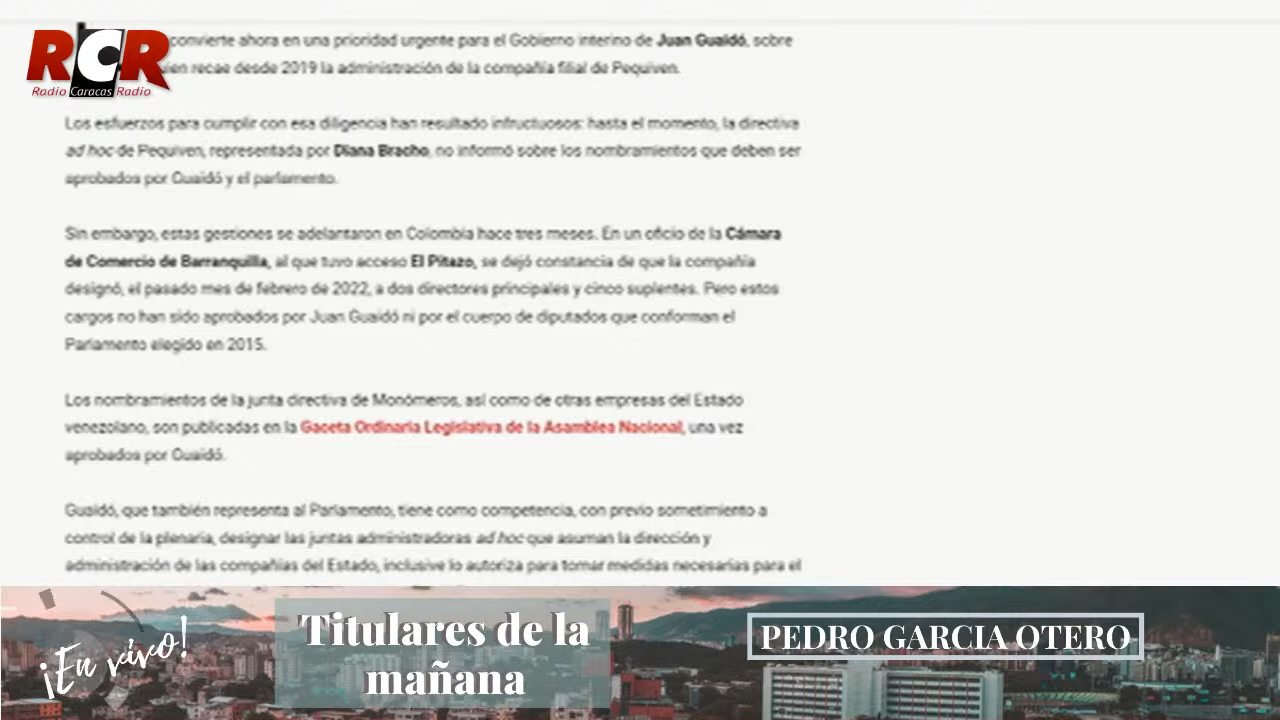 RCR
Radio Caracas Radio
convierte ahora en una prioridad urgente para el Gobierno interino de Juan Guaidó, sobre
recae desde 2019 la administración de la compañía filial de Pequiven.
Los esfuerzos para cumplir con esa diligencia han resultado infructuosos: hasta el momento, la directiva
ad hoc de Pequiven, representada por Diana Bracho, no informó sobre los nombramientos que deben ser
aprobados por Guaidó y el parlamento.
Sin embargo, estas gestiones se adelantaron en Colombia hace tres meses. En un oficio de la Cámara
de Comercio de Barranquilla, al que tuvo acceso El Pitazo, se dejó constancia de que la compañía
designó, el pasado mes de febrero de 2022, a dos directores principales y cinco suplentes. Pero estos
cargos no han sido aprobados por Juan Guaidó ni por el cuerpo de diputados que conforman el
Parlamento elegido en 2015.
Los nombramientos de la junta directiva de Monómeros, así como de otras empresas del Estado
venezolano, son publicadas en la Gaceta Ordinaria Legislativa de la Asamblea Nacional, una vez
aprobados por Guaidó.
Guaidó, que también representa al Parlamento, tiene como competencia, con previo sometimiento a
control de la plenaria, designar las juntas administradoras ad hoc que asuman la dirección y
administración de las compañías del Estado, inclusive lo autoriza para tomar medidas necesarias para el
¡En vivo!
Titulares de la
mañana
PEDRO GARCIA OTERO